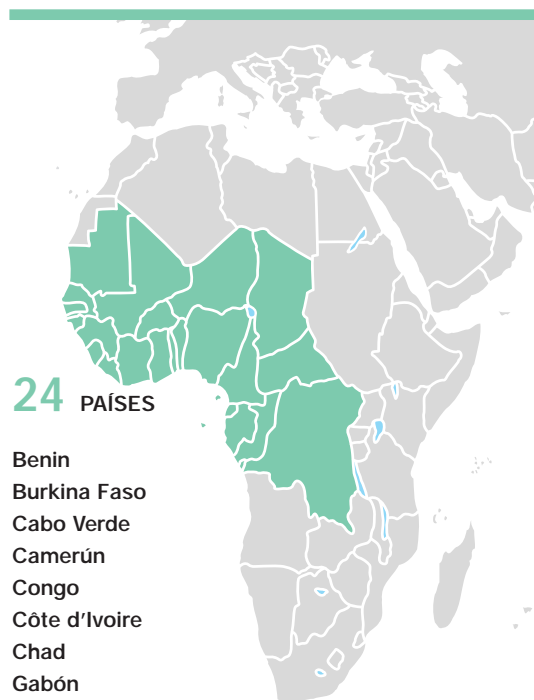 24 PAÍSES
Benin
Burkina Faso
Cabo Verde
Camerún
Congo
Côte d'Ivoire
Chad
Gabón